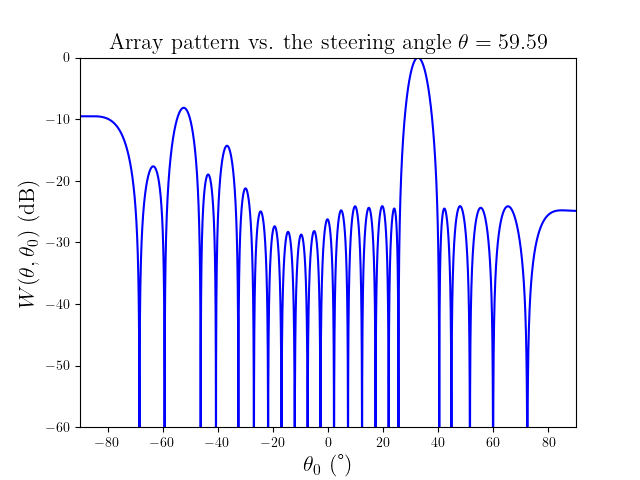 Array pattern vs. the steering angle θ = 59.59
W(θ, θ₀) (dB)
0
−10
−20
−30
−40
−50
−60
−80 −60 −40 −20 0 20 40 60 80
θ₀ (°)